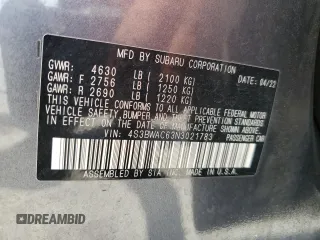 MFD BY SUBARU CORPORATION
DATE: 04/22
GVWR: 4630 LB (2100 KG)
GAWR: F 2756 LB (1250 KG)
GAWR: R 2690 LB (1220 KG)
THIS VEHICLE CONFORMS TO ALL APPLICABLE FEDERAL MOTOR
VEHICLE SAFETY, BUMPER AND THEFT PREVENTION STANDARDS IN
EFFECT ON THE DATE OF MANUFACTURE SHOWN ABOVE.
VIN: 4S3BWAC63N3021783 PASSENGER CAR
ASSEMBLED BY SIA, INC. MADE IN U.S.A.
© DREAMBID
DREAMBID.COM